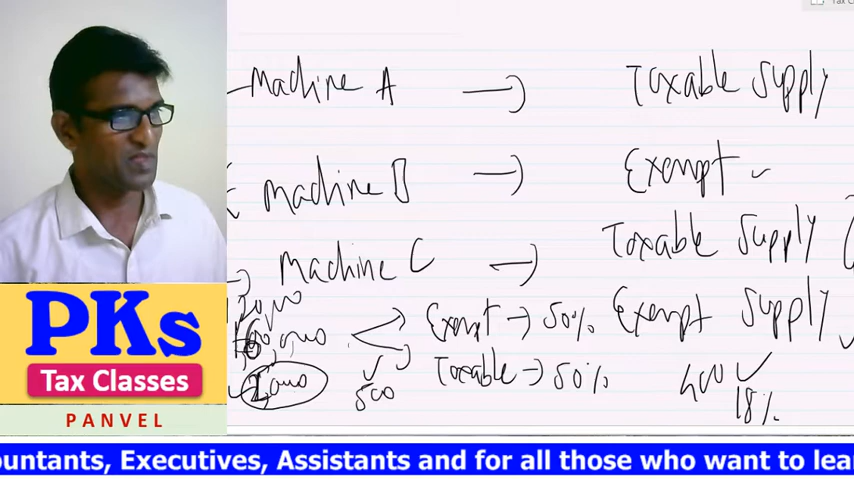 Tax C
Machine A → Taxable Supply
Machine B → Exempt ✓
Machine C → Taxable Supply
Exempt → 50% Exempt Supply
Taxable → 50% ✓
500 18%
PKs
Tax Classes
PANVEL
ountants, Executives, Assistants and for all those who want to lea